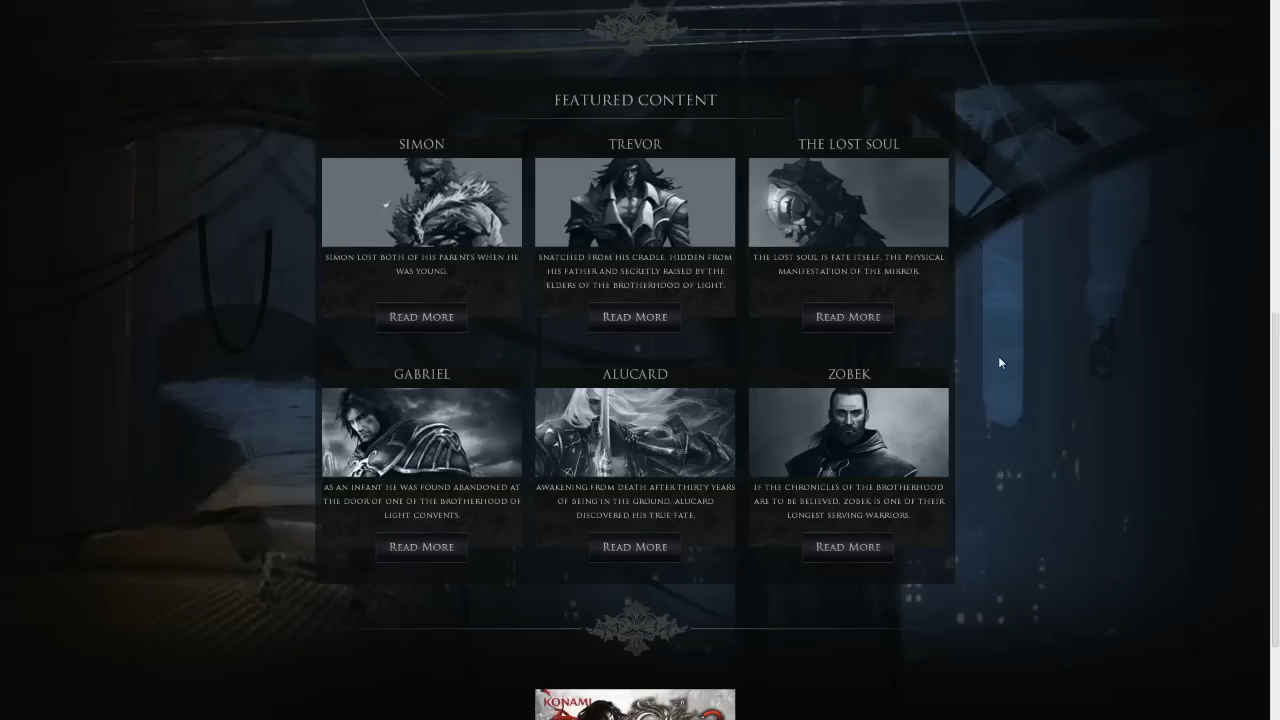 FEATURED CONTENT
SIMON
TREVOR
THE LOST SOUL
SIMON LOST BOTH OF HIS PARENTS WHEN HE
WAS YOUNG.
SNATCHED FROM HIS CRADLE, HIDDEN FROM
HIS FATHER AND SECRETLY RAISED BY THE
ELDERS OF THE BROTHERHOOD OF LIGHT.
THE LOST SOUL IS FATE ITSELF, THE PHYSICAL
MANIFESTATION OF THE MIRROR.
READ MORE
READ MORE
READ MORE
GABRIEL
ALUCARD
ZOBEK
AS AN INFANT HE WAS FOUND ABANDONED AT
THE DOOR OF ONE OF THE BROTHERHOOD OF
LIGHT CONVENTS.
AWAKENING FROM DEATH AFTER THIRTY YEARS
OF BEING IN THE GROUND, ALUCARD
DISCOVERED HIS TRUE FATE.
IF THE CHRONICLES OF THE BROTHERHOOD
ARE TO BE BELIEVED, ZOBEK IS ONE OF THEIR
LONGEST SERVING WARRIORS.
READ MORE
READ MORE
READ MORE
KONAMI